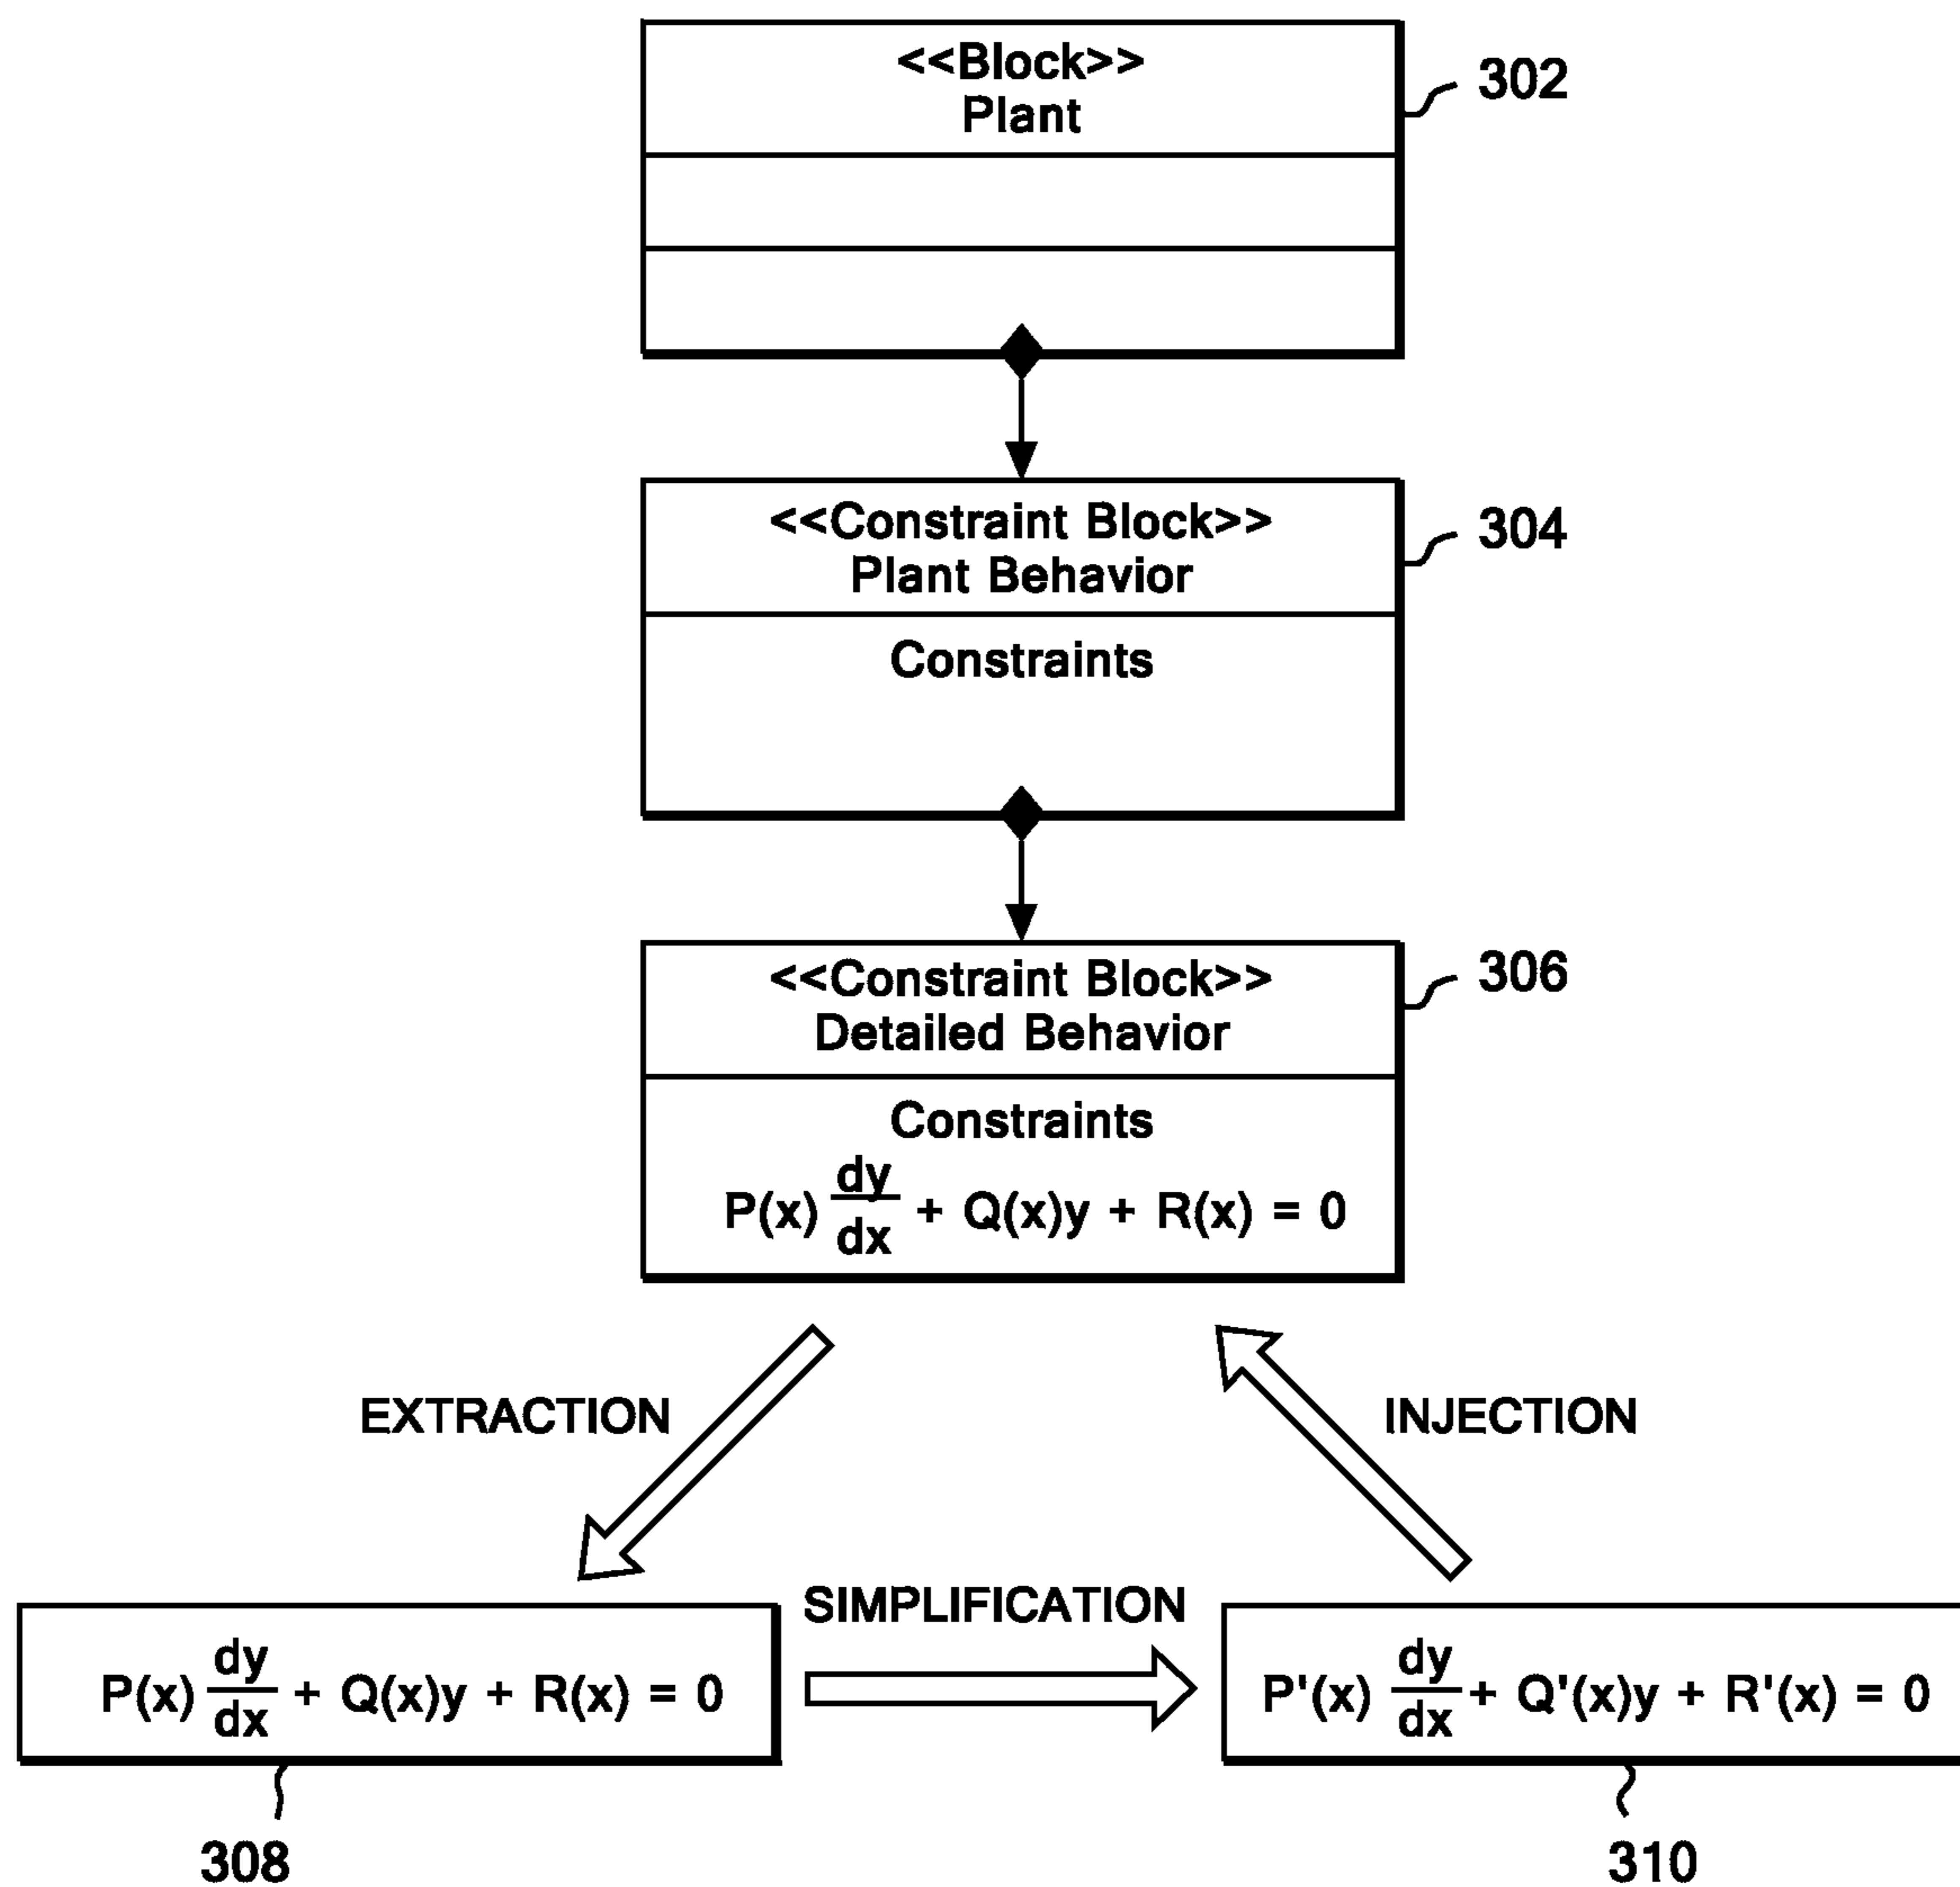 <<Block>>
Plant
302
<<Constraint Block>>
Plant Behavior
304
Constraints
<<Constraint Block>>
Detailed Behavior
306
Constraints
P(x) dy/dx + Q(x)y + R(x) = 0
EXTRACTION
INJECTION
SIMPLIFICATION
P(x) dy/dx + Q(x)y + R(x) = 0
P'(x) dy/dx + Q'(x)y + R'(x) = 0
308
310